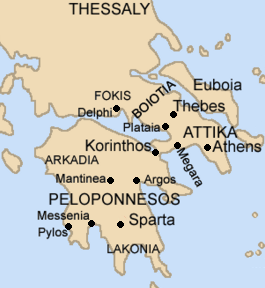 THESSALY
Euboia
FOKIS
BOIOTIA
Delphi
Thebes
Plataia
ATTIKA
Korinthos
Athens
Megara
ARKADIA
Mantinea
Argos
PELOPONNESOS
Messenia
Sparta
Pylos
LAKONIA